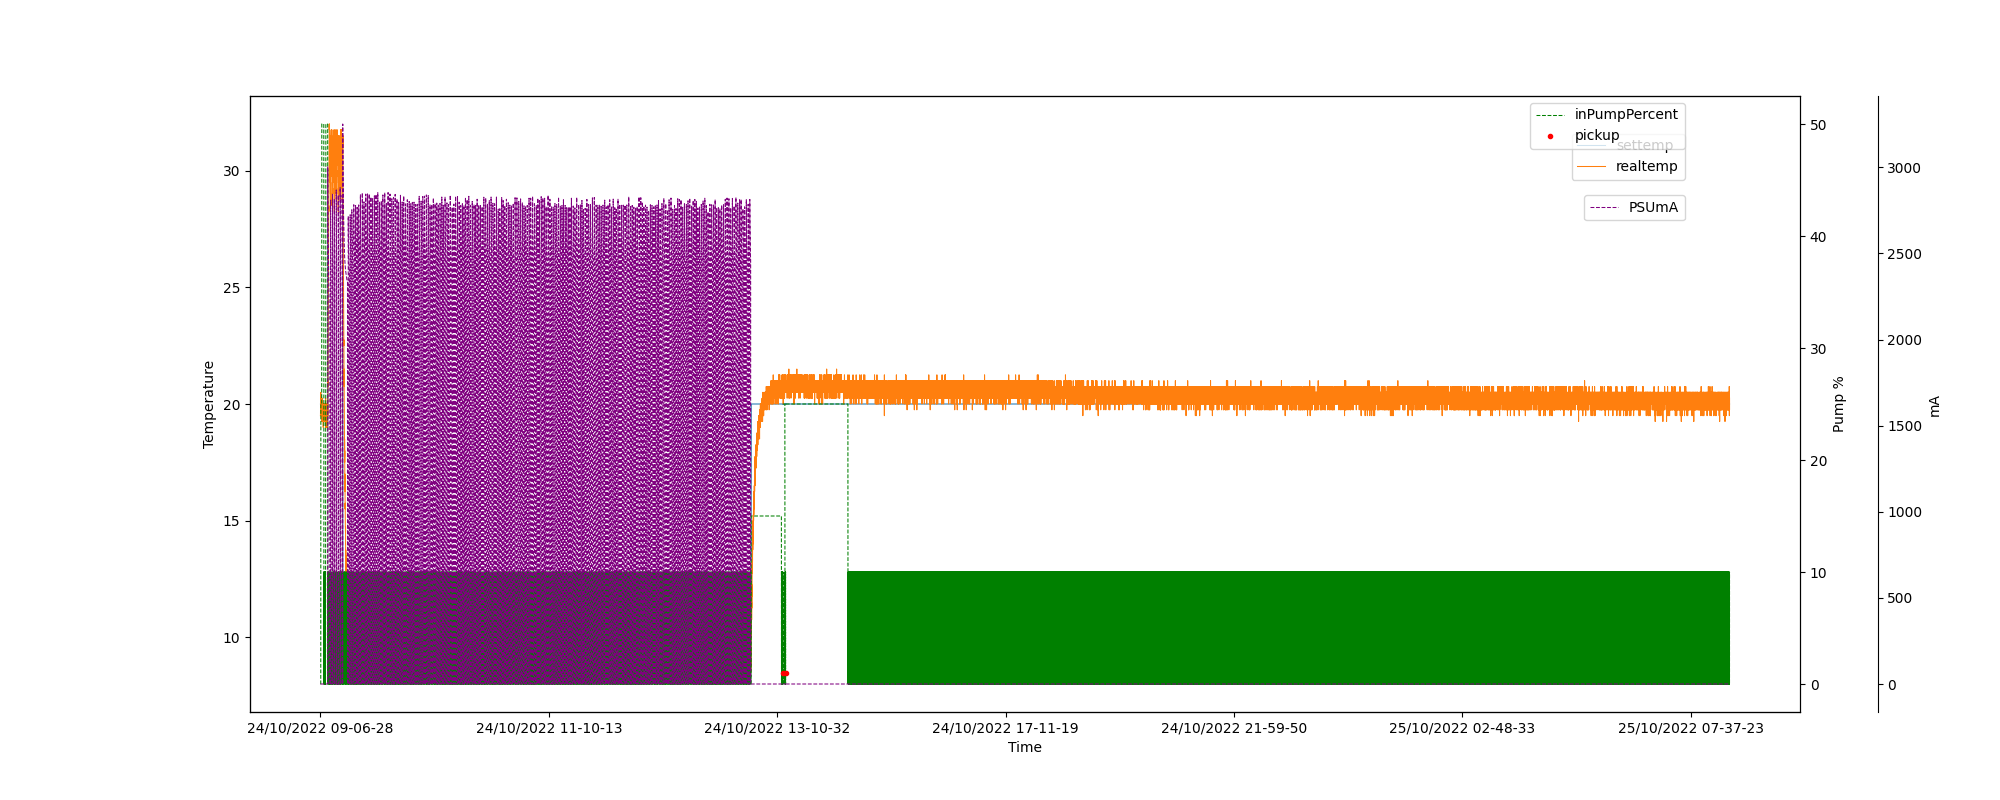 inPumpPercent
pickup
settemp
realtemp
PSUmA
30
25
20
15
10
Temperature
50
40
30
20
10
0
Pump %
3000
2500
2000
1500
1000
500
0
mA
24/10/2022 09-06-28
24/10/2022 11-10-13
24/10/2022 13-10-32
24/10/2022 17-11-19
24/10/2022 21-59-50
25/10/2022 02-48-33
25/10/2022 07-37-23
Time